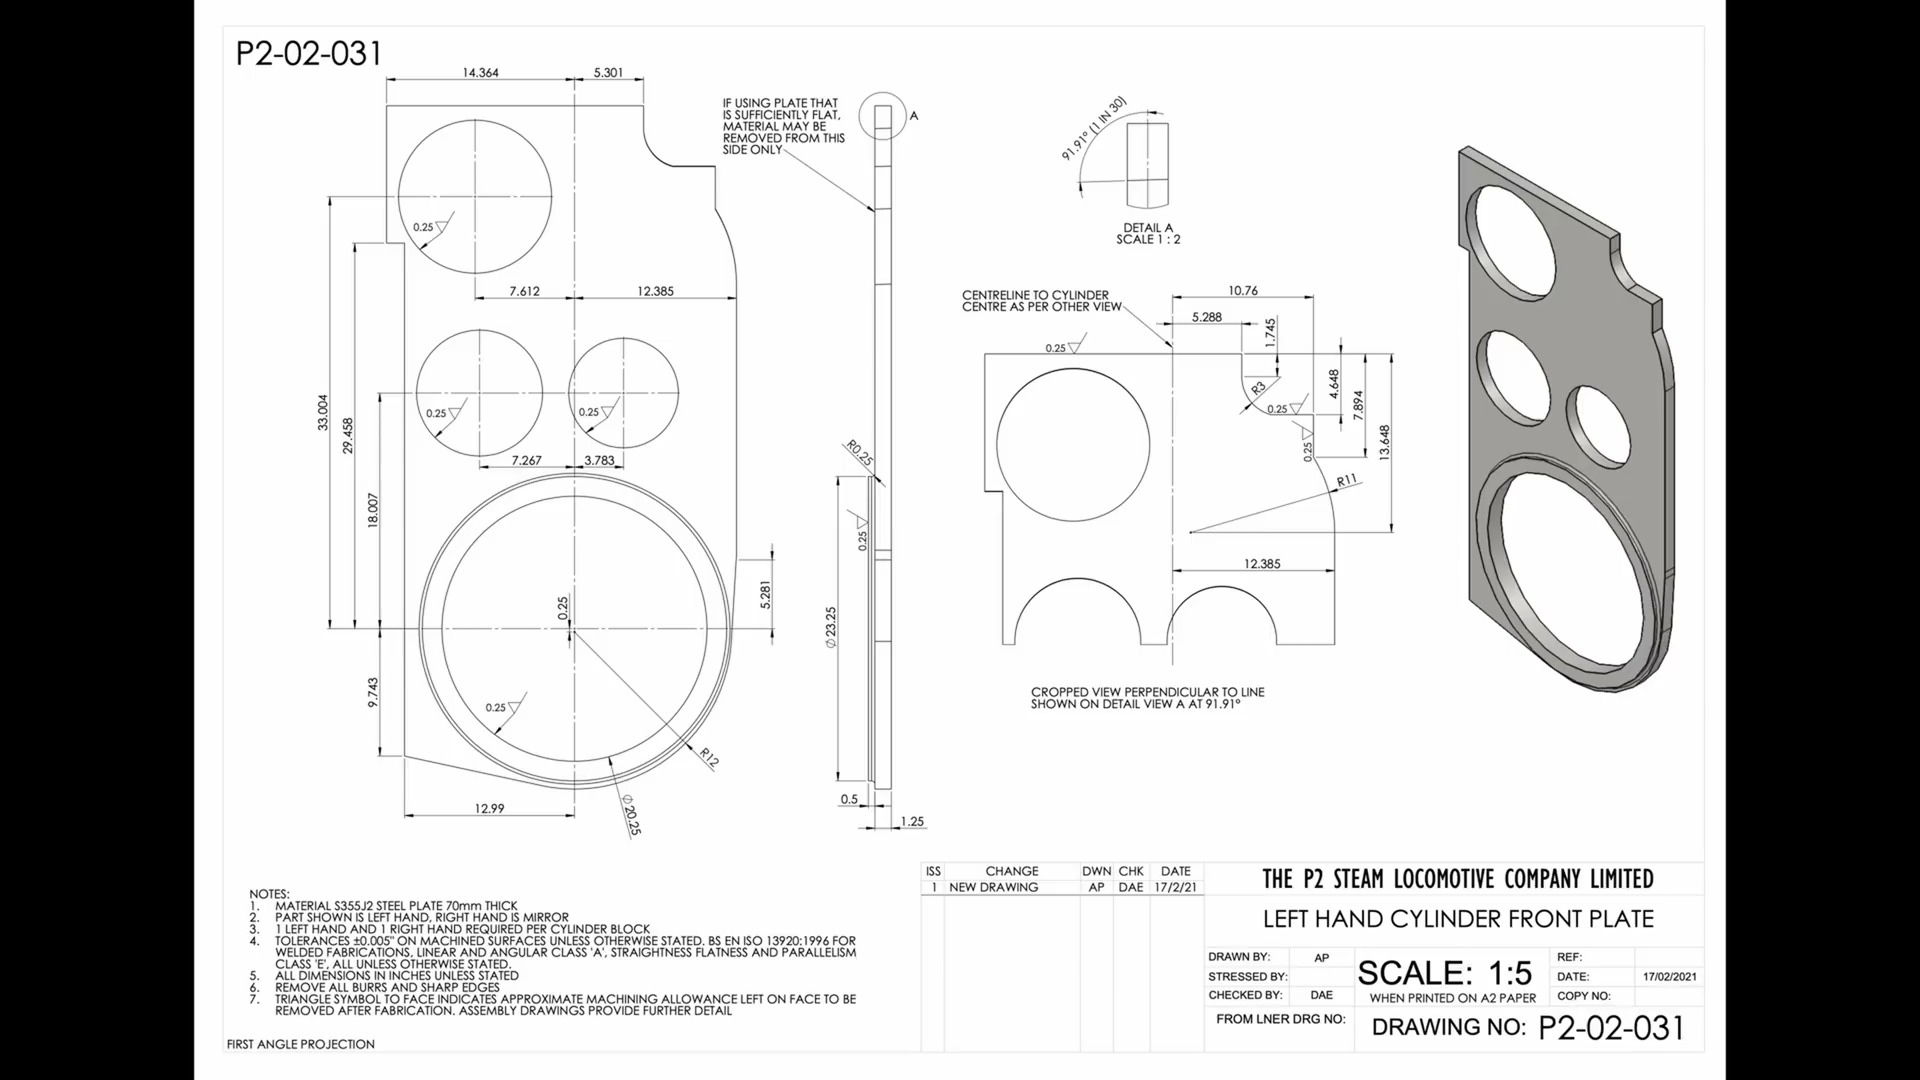 P2-02-031
14.364
5.301
IF USING PLATE THAT
IS SUFFICIENTLY FLAT,
MATERIAL MAY BE
REMOVED FROM THIS
SIDE ONLY
A
91.91° (1 IN 30)
DETAIL A
SCALE 1 : 2
0.25
7.612
12.385
33.004
29.458
18.007
0.25
0.25
7.267
3.783
9.743
0.25
5.281
0.25
R12
12.99
∅20.25
R0.25
0.25
∅23.25
0.5
1.25
CENTRELINE TO CYLINDER
CENTRE AS PER OTHER VIEW
10.76
5.288
1.745
0.25
R3
0.25
0.25
4.648
7.894
13.648
R11
12.385
CROPPED VIEW PERPENDICULAR TO LINE
SHOWN ON DETAIL VIEW A AT 91.91°
NOTES:
1. MATERIAL S355J2 STEEL PLATE 70mm THICK
2. PART SHOWN IS LEFT HAND, RIGHT HAND IS MIRROR
3. 1 LEFT HAND AND 1 RIGHT HAND REQUIRED PER CYLINDER BLOCK
4. TOLERANCES ±0.005" ON MACHINED SURFACES UNLESS OTHERWISE STATED. BS EN ISO 13920:1996 FOR
WELDED FABRICATIONS, LINEAR AND ANGULAR CLASS 'A', STRAIGHTNESS FLATNESS AND PARALLELISM
CLASS 'E', ALL UNLESS OTHERWISE STATED.
5. ALL DIMENSIONS IN INCHES UNLESS STATED
6. REMOVE ALL BURRS AND SHARP EDGES
7. TRIANGLE SYMBOL TO FACE INDICATES APPROXIMATE MACHINING ALLOWANCE LEFT ON FACE TO BE
REMOVED AFTER FABRICATION. ASSEMBLY DRAWINGS PROVIDE FURTHER DETAIL
FIRST ANGLE PROJECTION
ISS CHANGE DWN CHK DATE
1 NEW DRAWING AP DAE 17/2/21
THE P2 STEAM LOCOMOTIVE COMPANY LIMITED
LEFT HAND CYLINDER FRONT PLATE
DRAWN BY: AP
STRESSED BY:
CHECKED BY: DAE
SCALE: 1:5
WHEN PRINTED ON A2 PAPER
REF:
DATE: 17/02/2021
COPY NO:
FROM LNER DRG NO:
DRAWING NO: P2-02-031